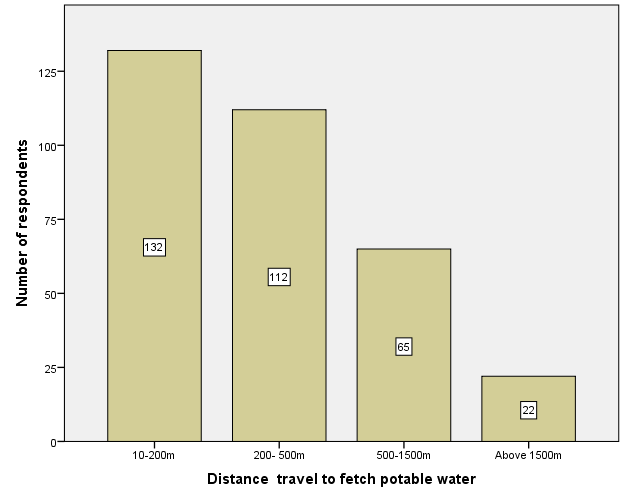 Number of respondents
125
100
75
50
25
0
132
112
65
22
10-200m
200- 500m
500-1500m
Above 1500m
Distance  travel to fetch potable water